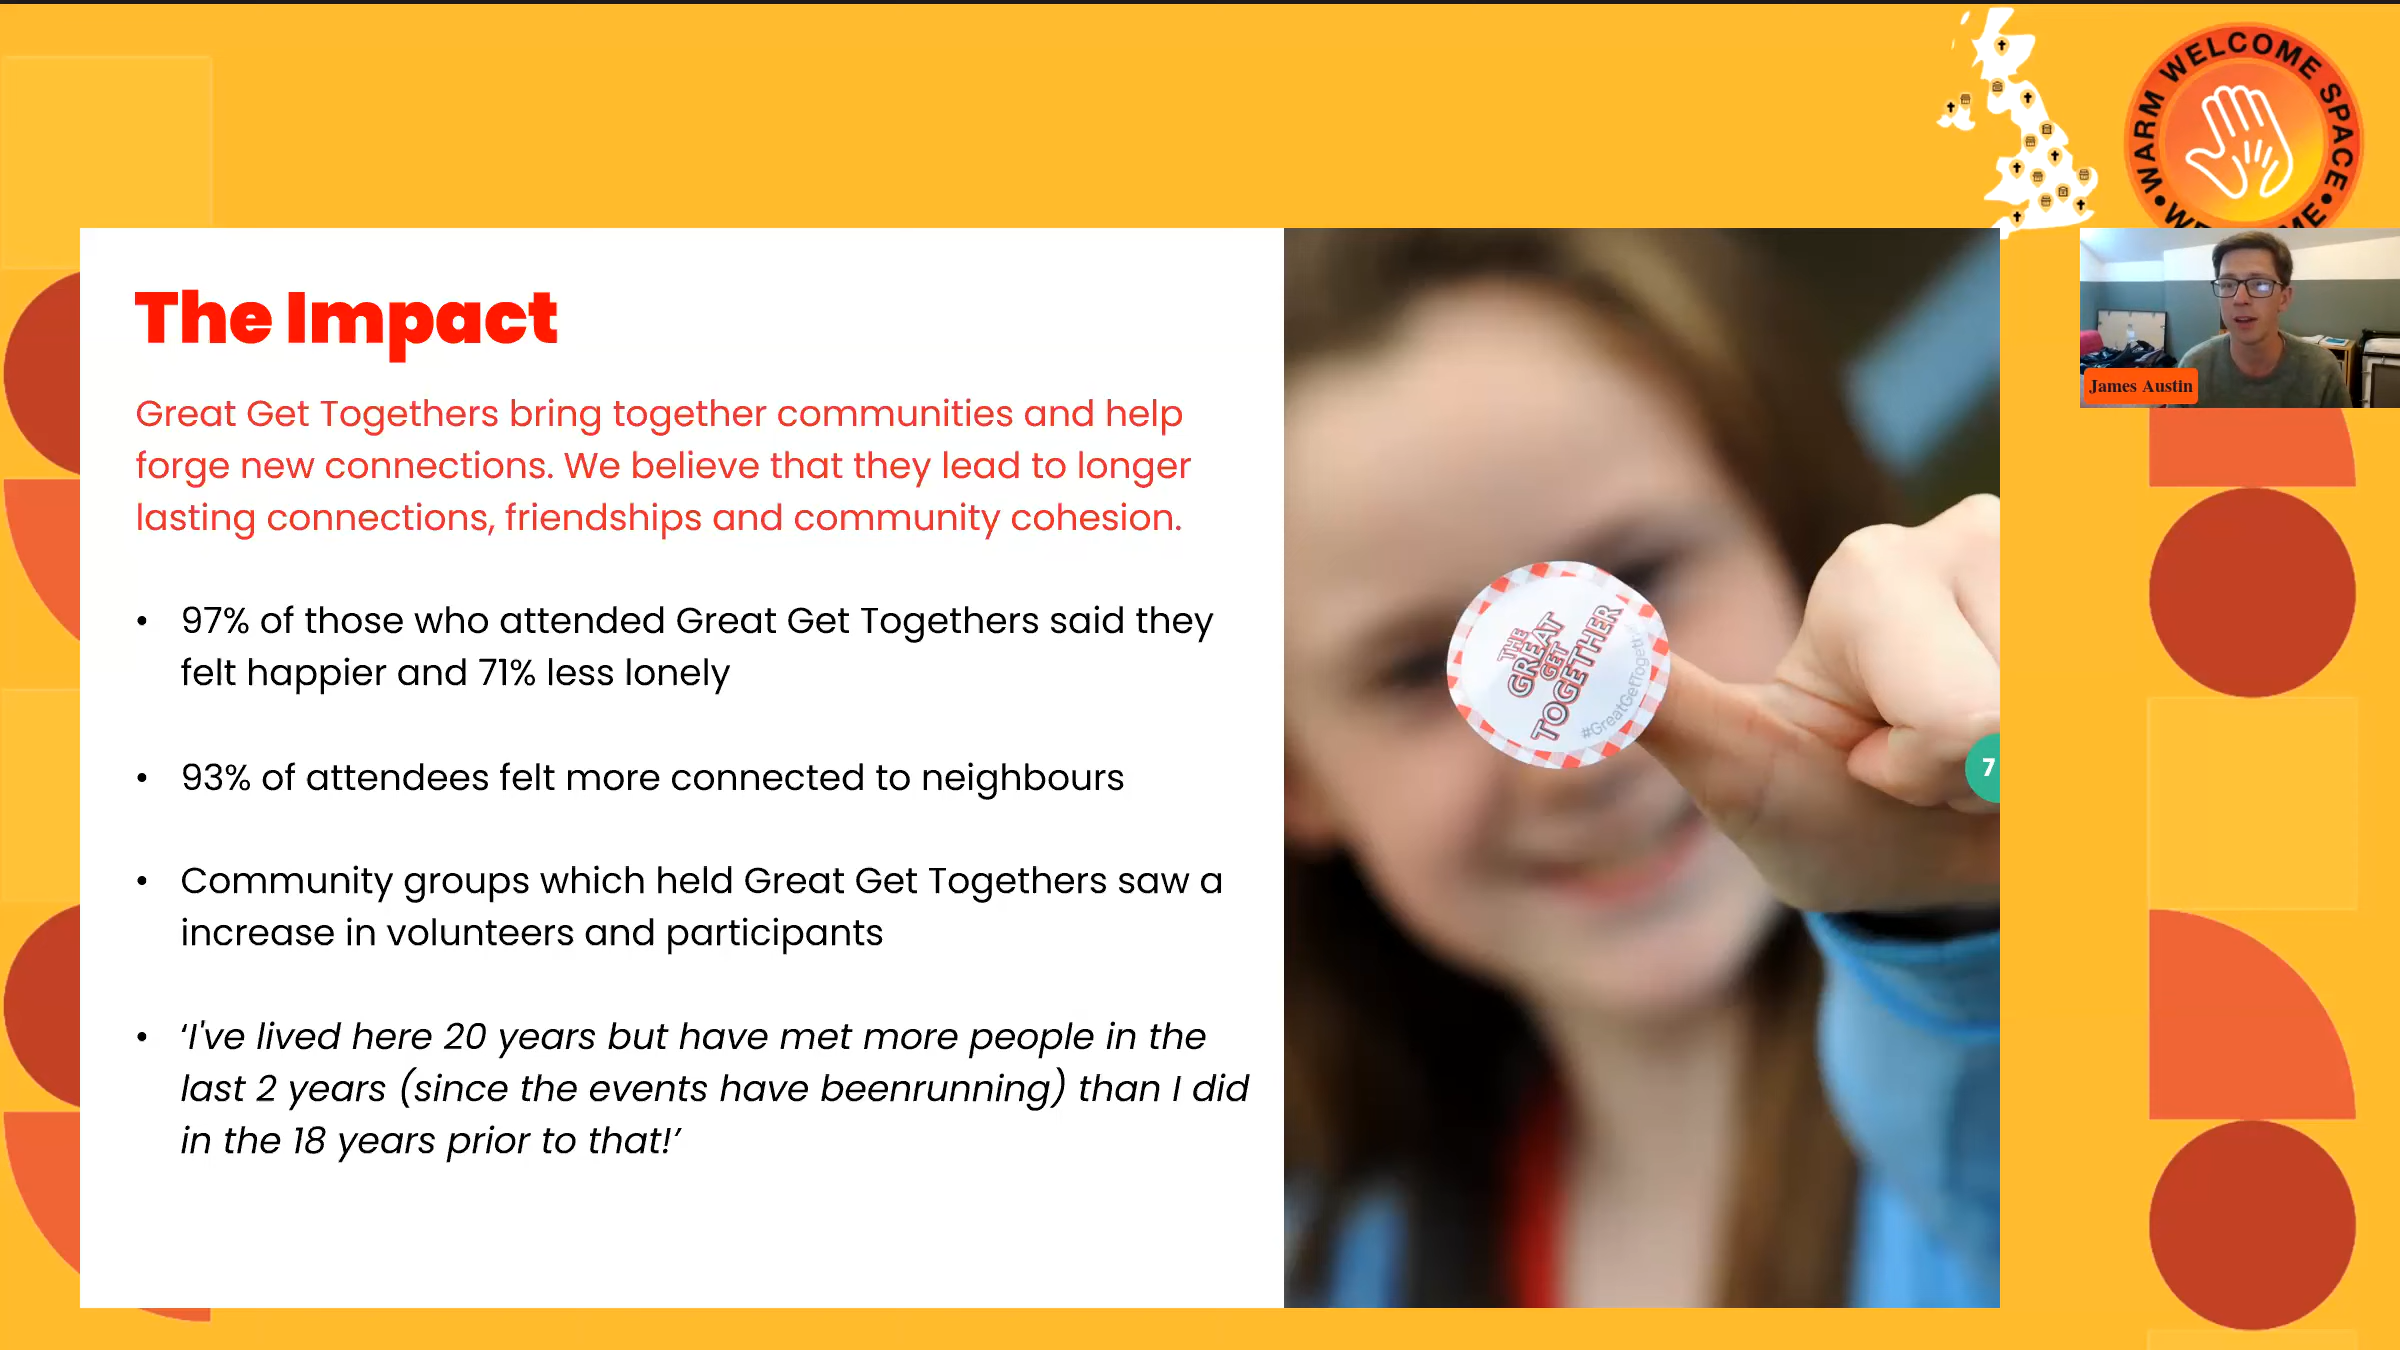 WARM WELCOME SPACE
The Impact
Great Get Togethers bring together communities and help
forge new connections. We believe that they lead to longer
lasting connections, friendships and community cohesion.
• 97% of those who attended Great Get Togethers said they
felt happier and 71% less lonely
• 93% of attendees felt more connected to neighbours
• Community groups which held Great Get Togethers saw a
increase in volunteers and participants
• ‘I've lived here 20 years but have met more people in the
last 2 years (since the events have beenrunning) than I did
in the 18 years prior to that!’
THE
GREAT
GET
TOGETHER
7
James Austin